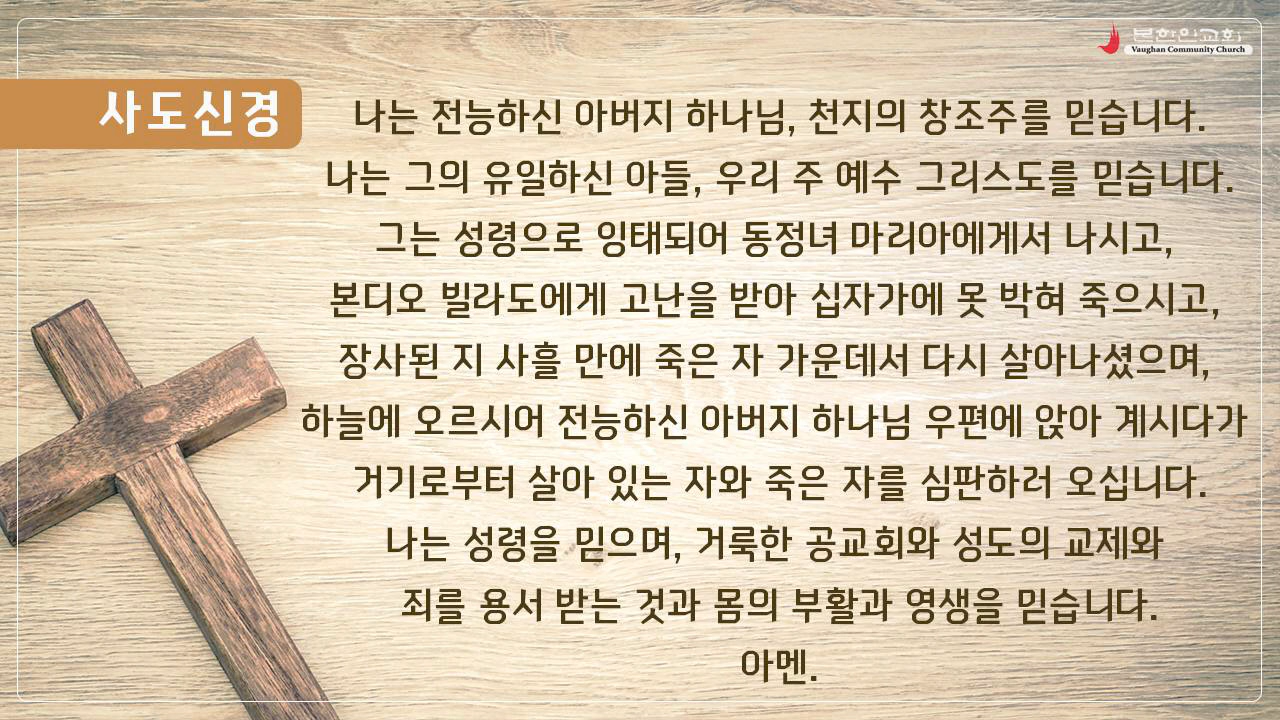 본한인교회
Vaughan Community Church
사도신경
나는 전능하신 아버지 하나님, 천지의 창조주를 믿습니다.
나는 그의 유일하신 아들, 우리 주 예수 그리스도를 믿습니다.
그는 성령으로 잉태되어 동정녀 마리아에게서 나시고,
본디오 빌라도에게 고난을 받아 십자가에 못 박혀 죽으시고,
장사된 지 사흘 만에 죽은 자 가운데서 다시 살아나셨으며,
하늘에 오르시어 전능하신 아버지 하나님 우편에 앉아 계시다가
거기로부터 살아 있는 자와 죽은 자를 심판하러 오십니다.
나는 성령을 믿으며, 거룩한 공교회와 성도의 교제와
죄를 용서 받는 것과 몸의 부활과 영생을 믿습니다.
아멘.